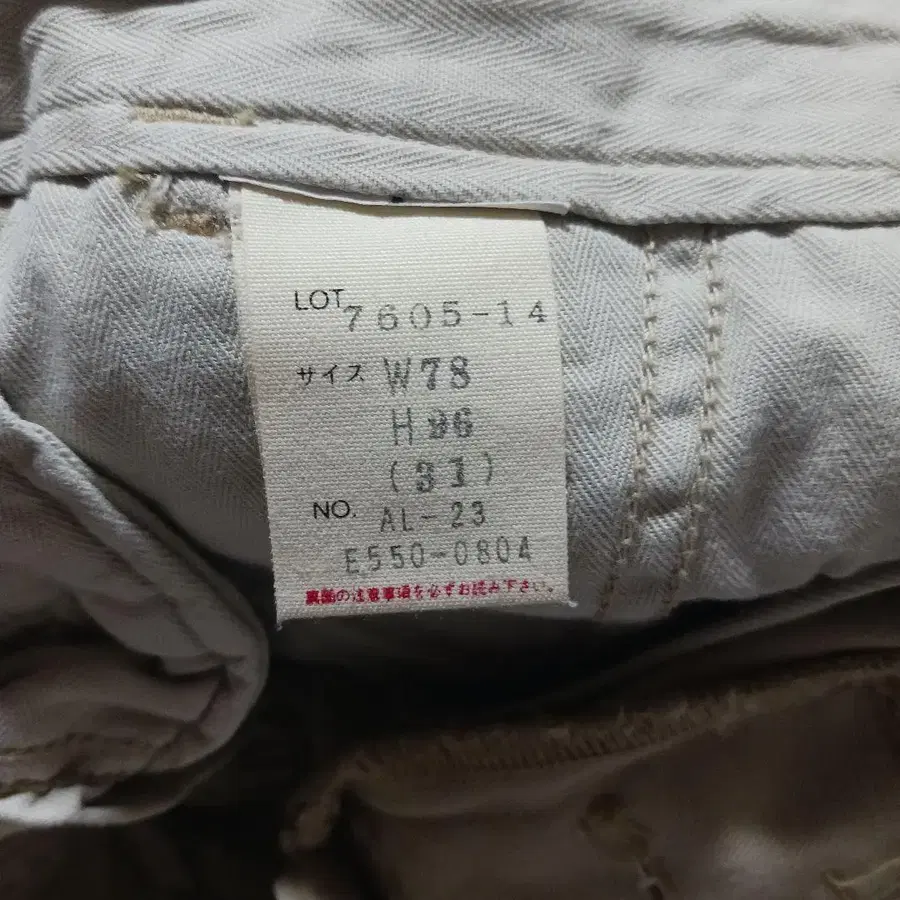 LOT 7605-14
サイズ W78
H96
(31)
NO. AL-23
E550-0804
裏面の注意事項を必ずお読み下さい。